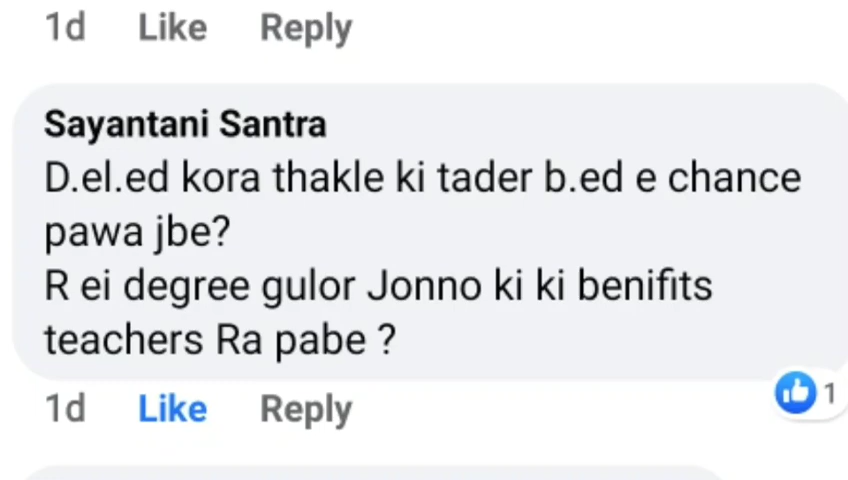 1d Like Reply
Sayantani Santra
D.el.ed kora thakle ki tader b.ed e chance
pawa jbe?
R ei degree gulor Jonno ki ki benifits
teachers Ra pabe ?
1d Like Reply 1